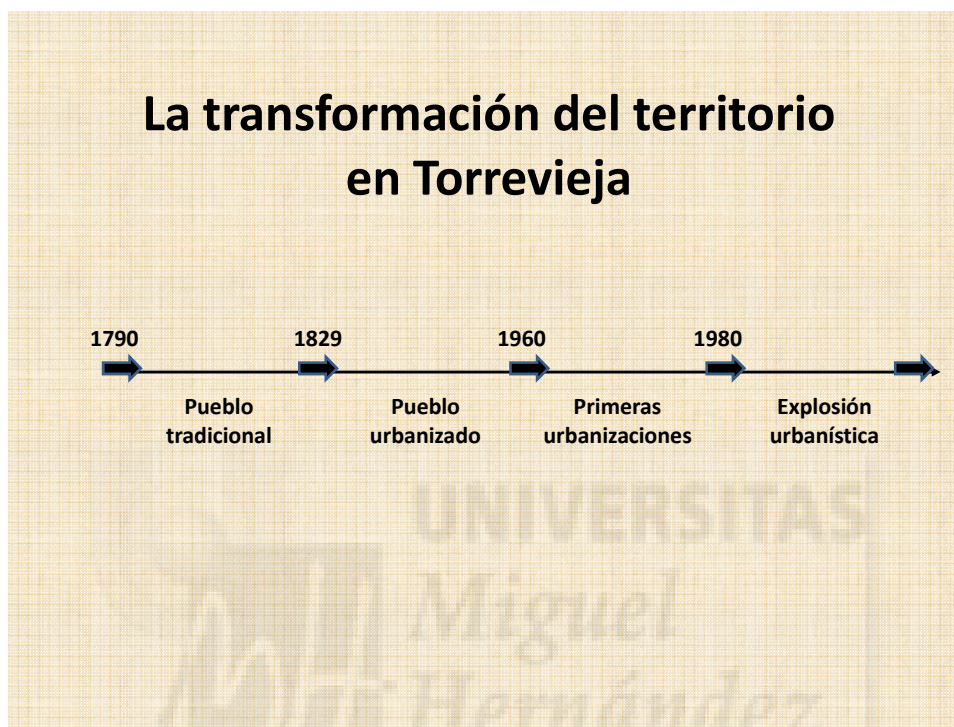 La transformación del territorio
en Torrevieja
1790 1829 1960 1980
Pueblo tradicional
Pueblo urbanizado
Primeras urbanizaciones
Explosión urbanística
UNIVERSITAS
Miguel
Hernández